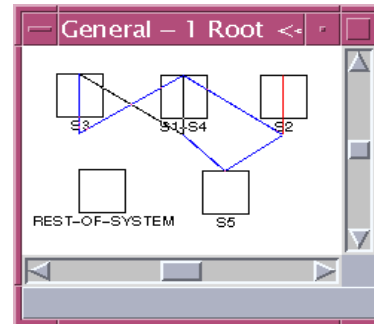 General – 1 Root <<
S3 S1-S4 S2
REST-OF-SYSTEM S5